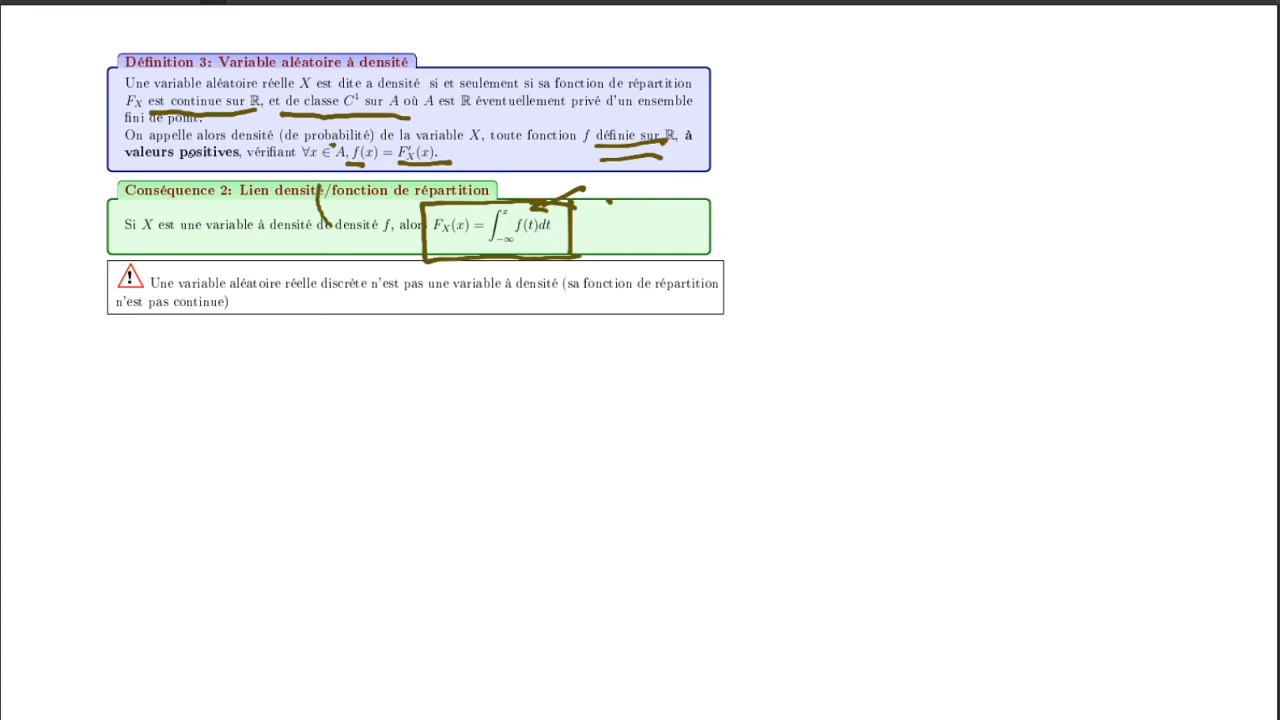 Définition 3: Variable aléatoire à densité
Une variable aléatoire réelle X est dite a densité si et seulement si sa fonction de répartition
F_X est continue sur ℝ, et de classe C¹ sur A où A est ℝ éventuellement privé d'un ensemble
fini de point.
On appelle alors densité (de probabilité) de la variable X, toute fonction f définie sur ℝ, à
valeurs positives, vérifiant ∀x ∈ A, f(x) = F'_X(x).
Conséquence 2: Lien densité/fonction de répartition
Si X est une variable à densité de densité f, alors F_X(x) = ∫_{-∞}^{x} f(t)dt
Une variable aléatoire réelle discrète n'est pas une variable à densité (sa fonction de répartition
n'est pas continue)